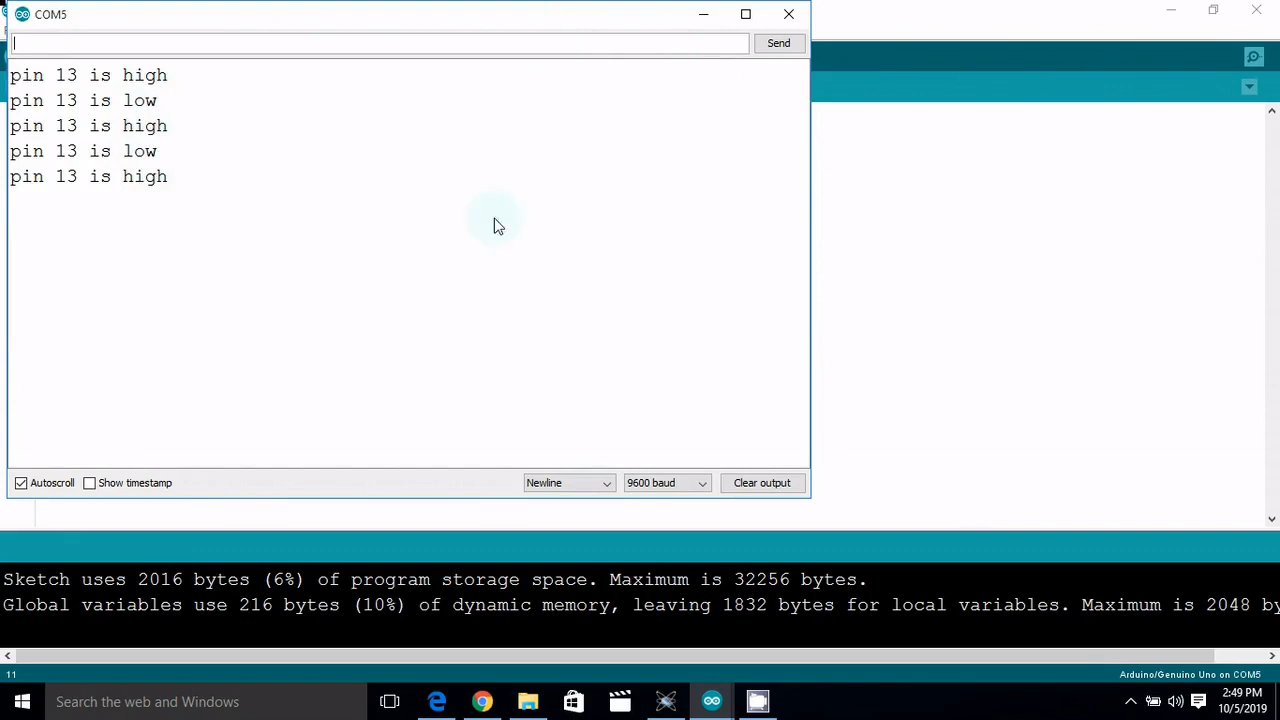 COM5
Send
pin 13 is high
pin 13 is low
pin 13 is high
pin 13 is low
pin 13 is high
Autoscroll Show timestamp Newline 9600 baud Clear output
Sketch uses 2016 bytes (6%) of program storage space. Maximum is 32256 bytes.
Global variables use 216 bytes (10%) of dynamic memory, leaving 1832 bytes for local variables. Maximum is 2048 by
11 Arduino/Genuino Uno on COM5
Search the web and Windows
2:49 PM
10/5/2019